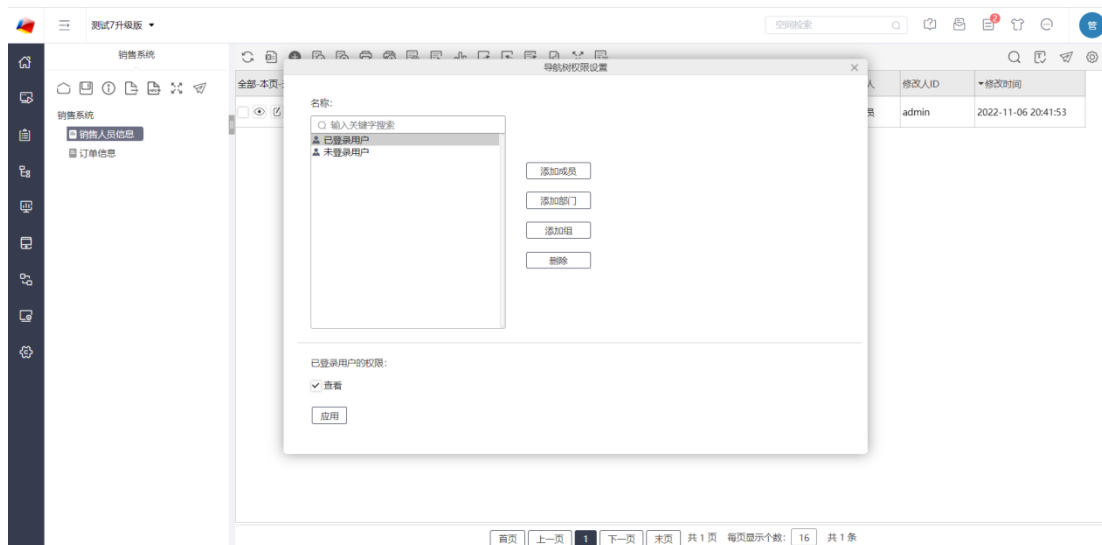 测试7升级版
空间检索
2
管
销售系统
导航树权限设置
全部-本页-
人
修改人ID
修改时间
员
admin
2022-11-06 20:41:53
销售系统
销售人员信息
订单信息
名称:
输入关键字搜索
已登录用户
未登录用户
添加成员
添加部门
添加组
删除
已登录用户的权限:
查看
应用
首页 上一页 1 下一页 末页 共 1 页 每页显示个数: 16 共 1 条